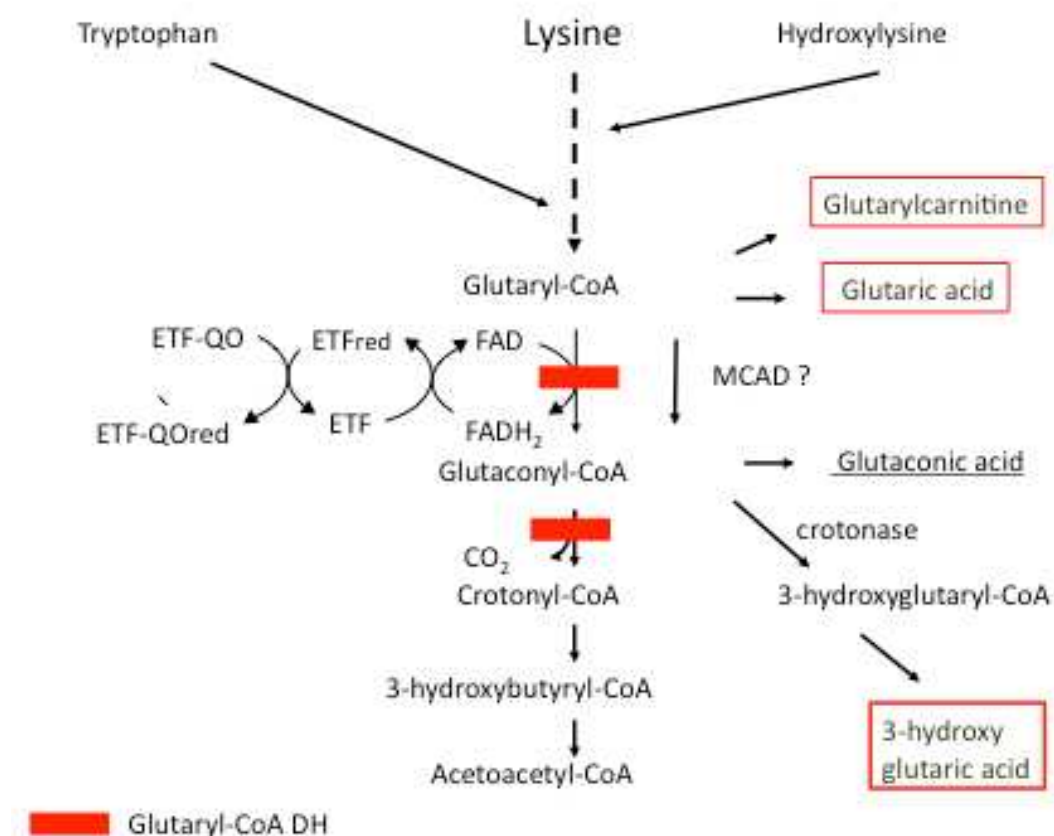 Tryptophan
Lysine
Hydroxylysine
Glutarylcarnitine
Glutaryl-CoA
Glutaric acid
ETF-QO
ETFred
FAD
MCAD ?
ETF-QOred
ETF
FADH₂
Glutaconyl-CoA
Glutaconic acid
crotonase
CO₂
Crotonyl-CoA
3-hydroxyglutaryl-CoA
3-hydroxybutyryl-CoA
3-hydroxy
glutaric acid
Acetoacetyl-CoA
Glutaryl-CoA DH